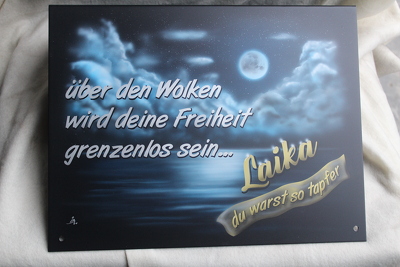 über den Wolken
wird deine Freiheit
grenzenlos sein...
Laika
du warst so tapfer